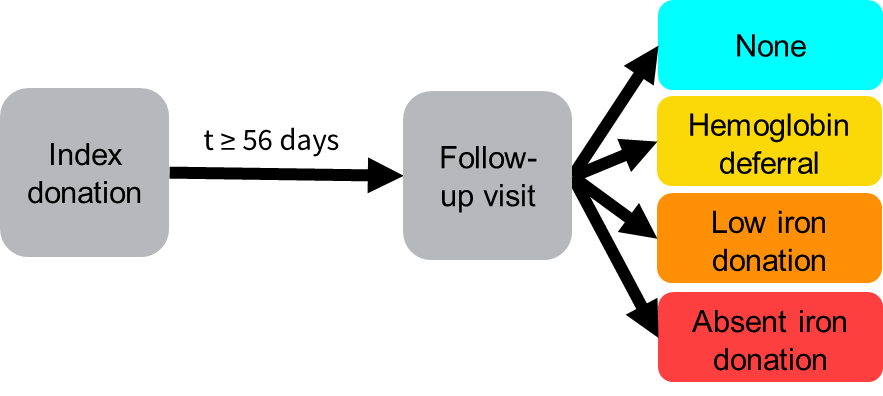 Index
donation
t ≥ 56 days
Follow-
up visit
None
Hemoglobin
deferral
Low iron
donation
Absent iron
donation